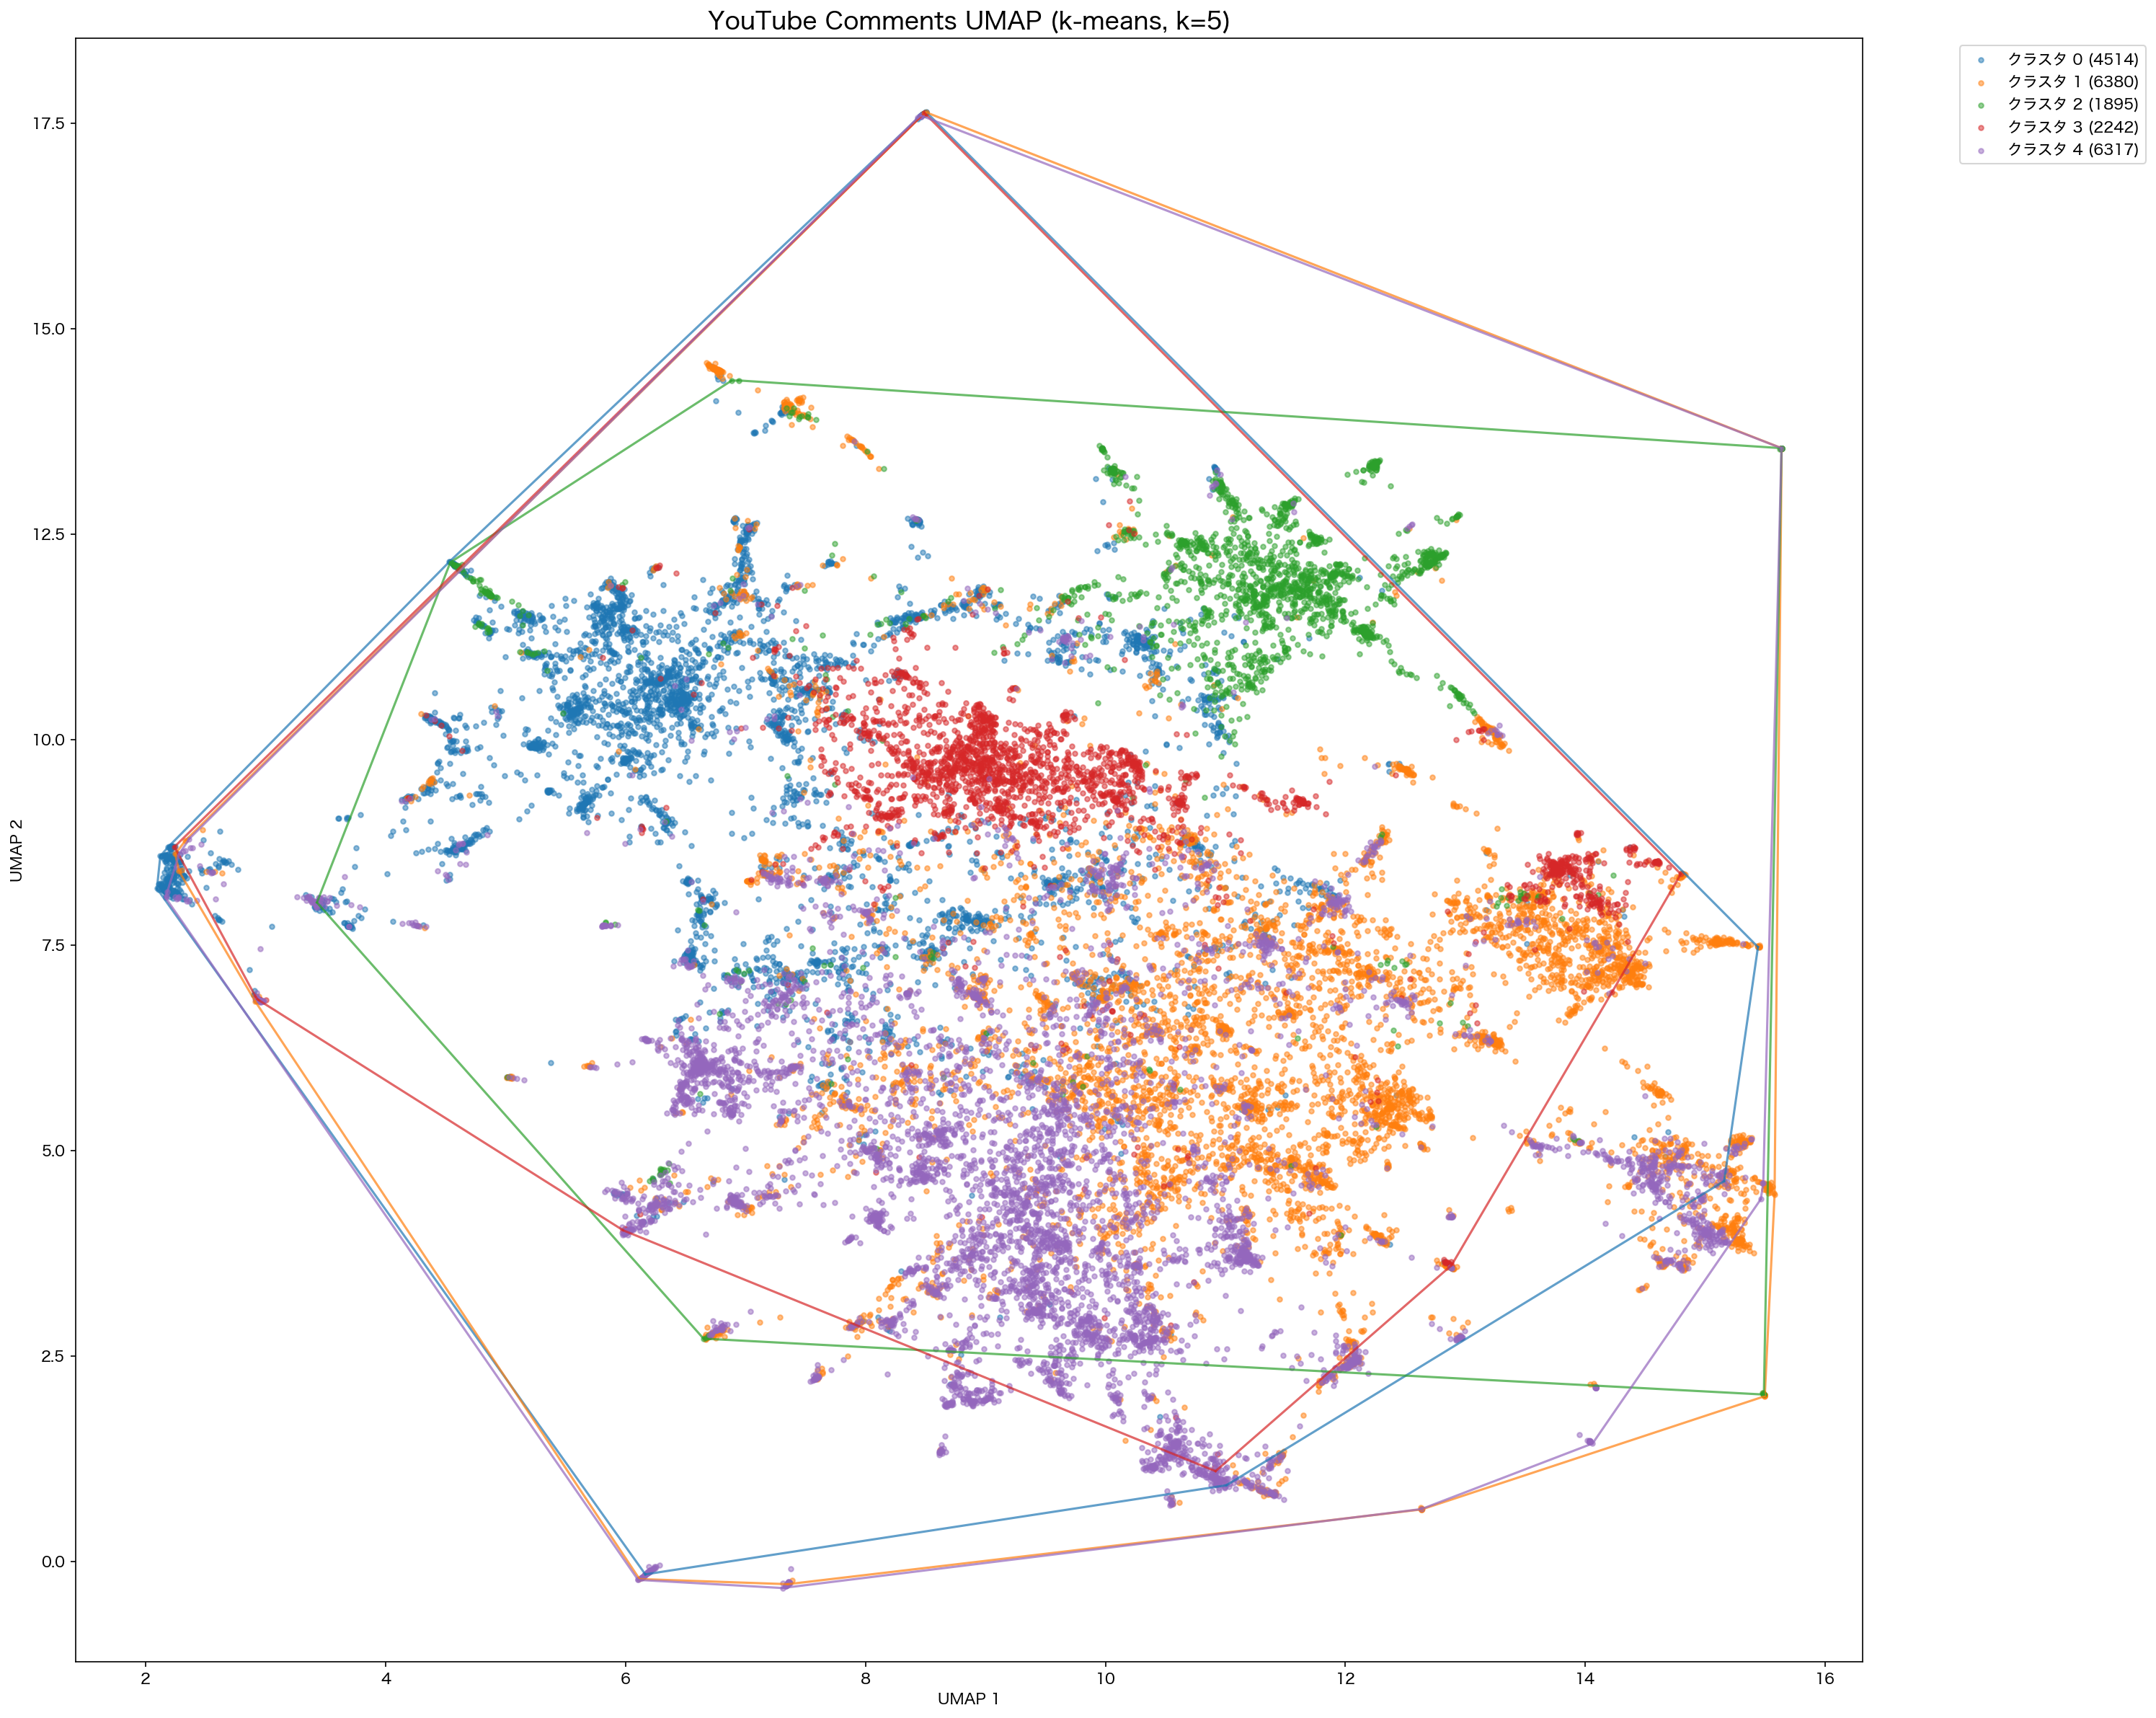 YouTube Comments UMAP (k-means, k=5)
クラスタ 0 (4514)
クラスタ 1 (6380)
クラスタ 2 (1895)
クラスタ 3 (2242)
クラスタ 4 (6317)
17.5
15.0
12.5
10.0
7.5
5.0
2.5
0.0
UMAP 2
2 4 6 8 10 12 14 16
UMAP 1